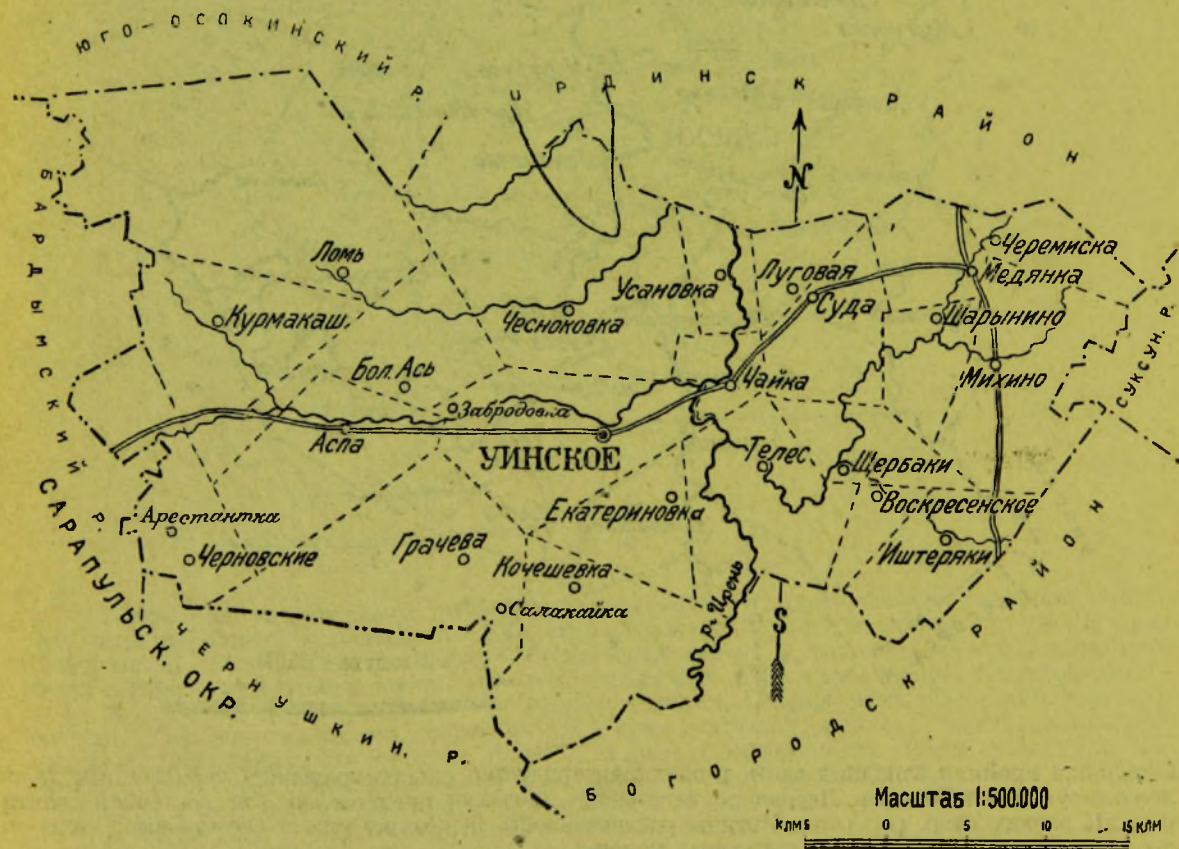 ЮГО-ОСОКИНСКИЙ Р.
ОРДИНСК РАЙОН
N
БАРДЫМСКИЙ Р.
Черемиска
Ломь
Луговая
Медянка
Усановка
Суда
Курмакаш.
Чесноковка
Шарынино
СУКСУН. Р.
Бол. Ась
Чайка
Михино
Забродовка
Аспа
УИНСКОЕ
Телес
Щербаки
САРАПУЛЬСК. ОКР.
Екатериновка
Воскресенское
Арестантка
Черновские
Грачева
Иштеряки
Кочешевка
Салакайка
р. Ирень
S
ЧЕРНУШКИН. Р.
БОГОРОДСК РАЙОН
Масштаб 1:500.000
КЛМ 5 0 5 10 15 КЛМ